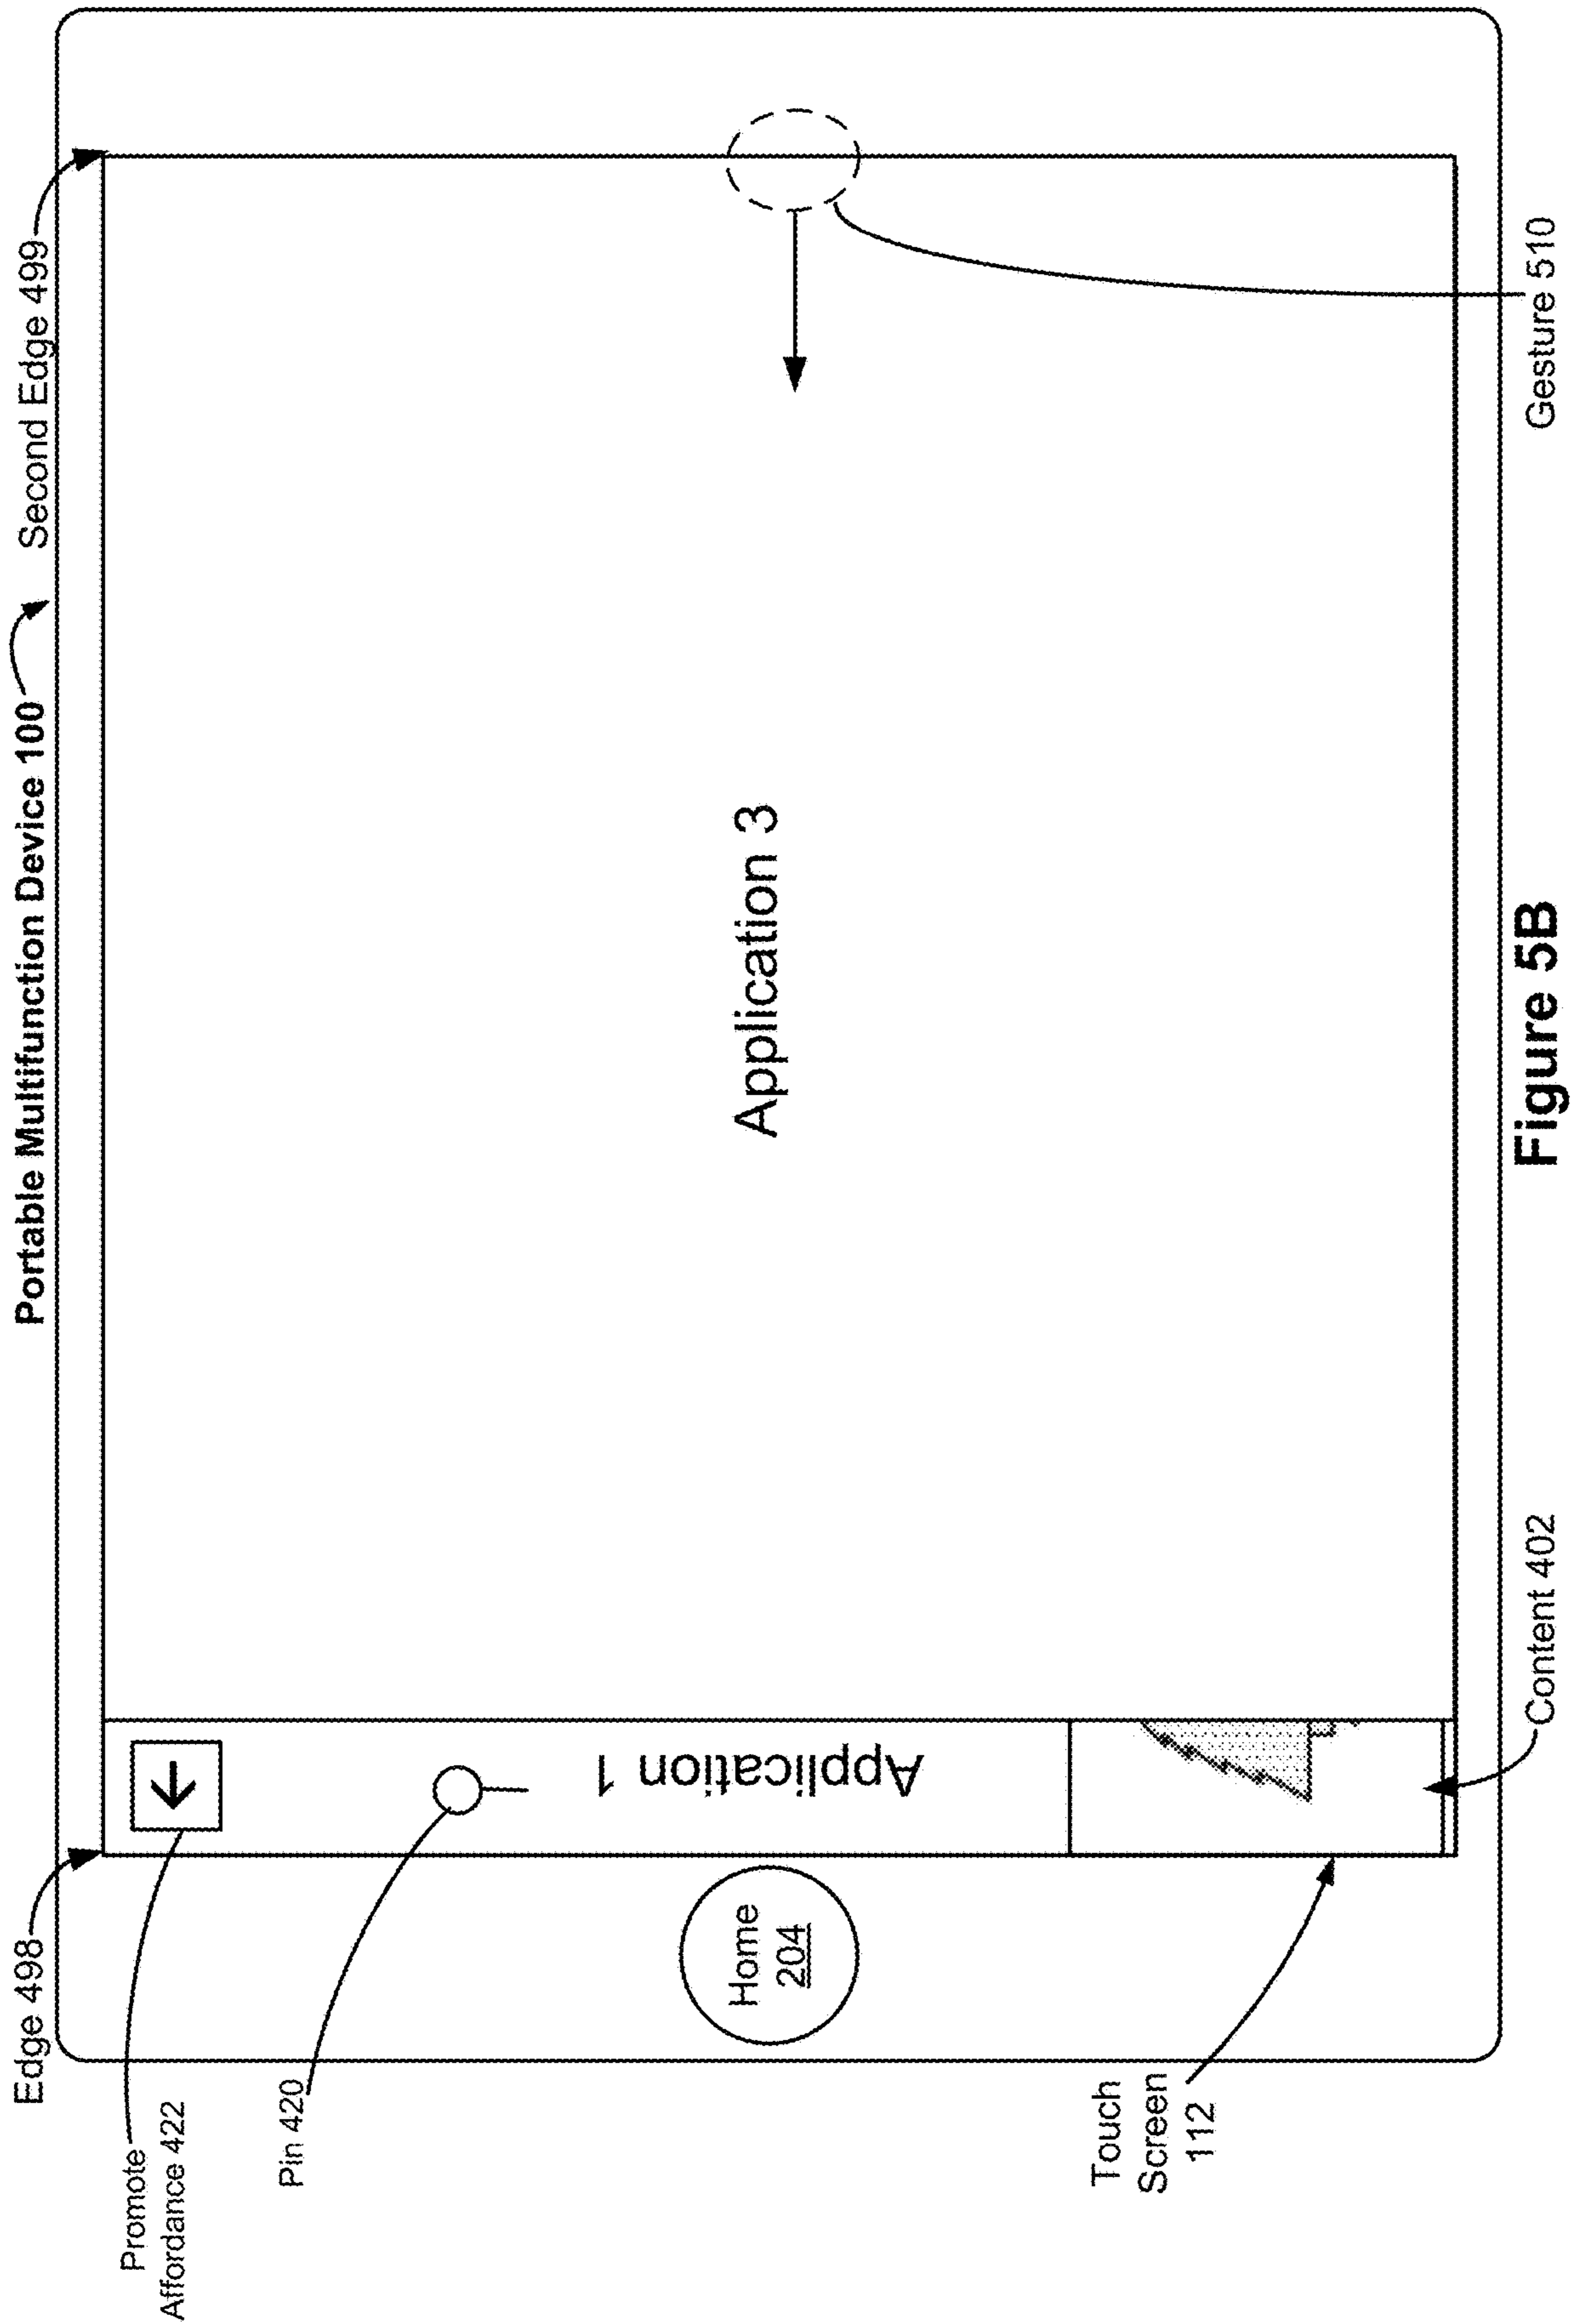 Portable Multifunction Device 100
Second Edge 499
Edge 498
Promote
Affordance 422
Pin 420
Application 1
Application 3
Home
204
Touch
Screen
112
Content 402
Gesture 510
Figure 5B